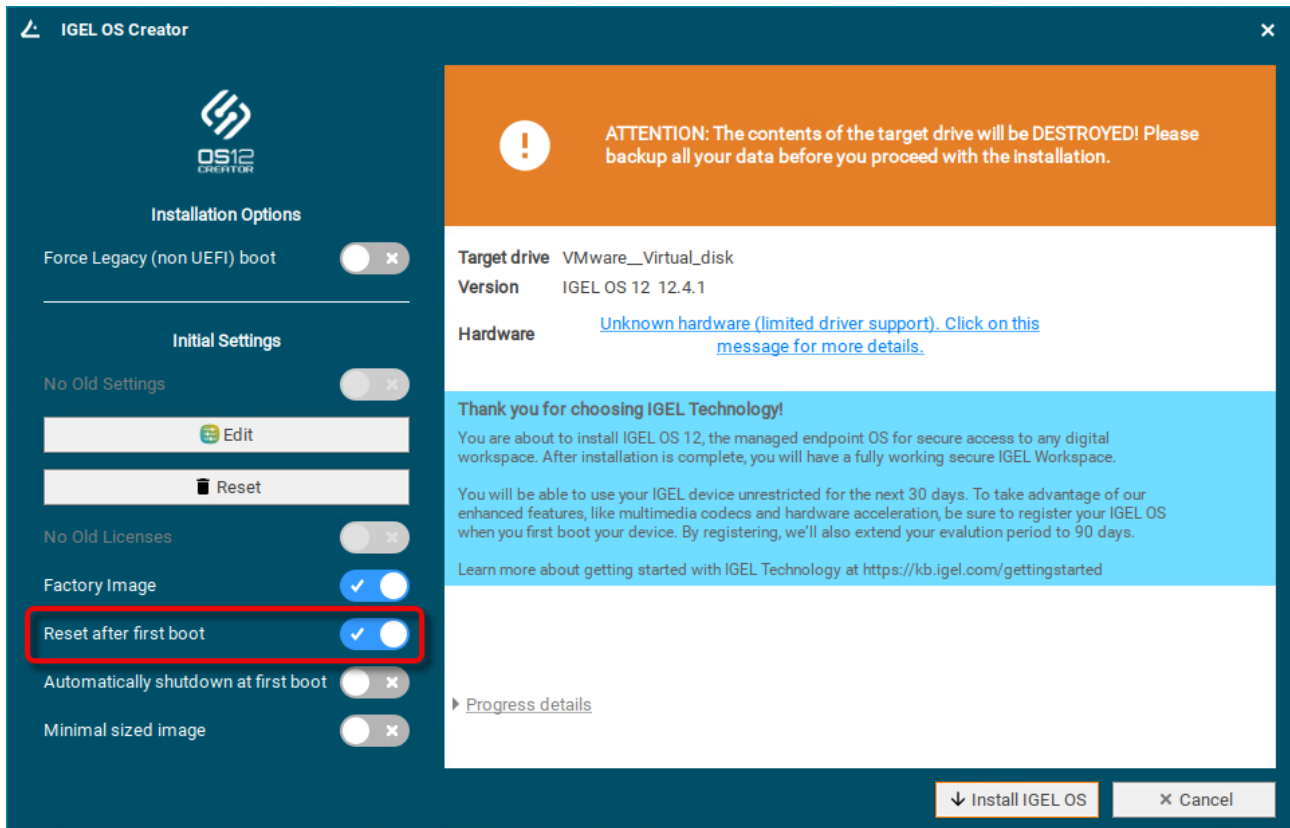 IGEL OS Creator
OS12
CREATOR
Installation Options
Force Legacy (non UEFI) boot
Initial Settings
No Old Settings
Edit
Reset
No Old Licenses
Factory Image
Reset after first boot
Automatically shutdown at first boot
Minimal sized image
ATTENTION: The contents of the target drive will be DESTROYED! Please
backup all your data before you proceed with the installation.
Target drive VMware__Virtual_disk
Version IGEL OS 12 12.4.1
Hardware Unknown hardware (limited driver support). Click on this
message for more details.
Thank you for choosing IGEL Technology!
You are about to install IGEL OS 12, the managed endpoint OS for secure access to any digital
workspace. After installation is complete, you will have a fully working secure IGEL Workspace.
You will be able to use your IGEL device unrestricted for the next 30 days. To take advantage of our
enhanced features, like multimedia codecs and hardware acceleration, be sure to register your IGEL OS
when you first boot your device. By registering, we'll also extend your evalution period to 90 days.
Learn more about getting started with IGEL Technology at https://kb.igel.com/gettingstarted
Progress details
Install IGEL OS
Cancel